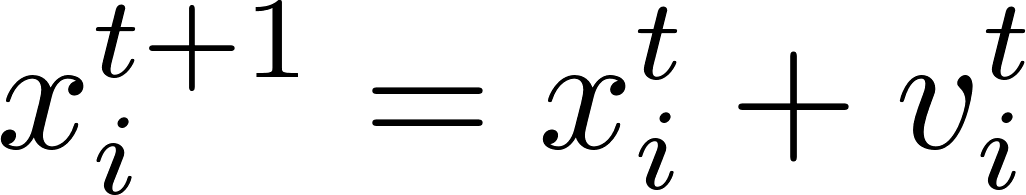 x_i^{t+1} = x_i^t + v_i^t